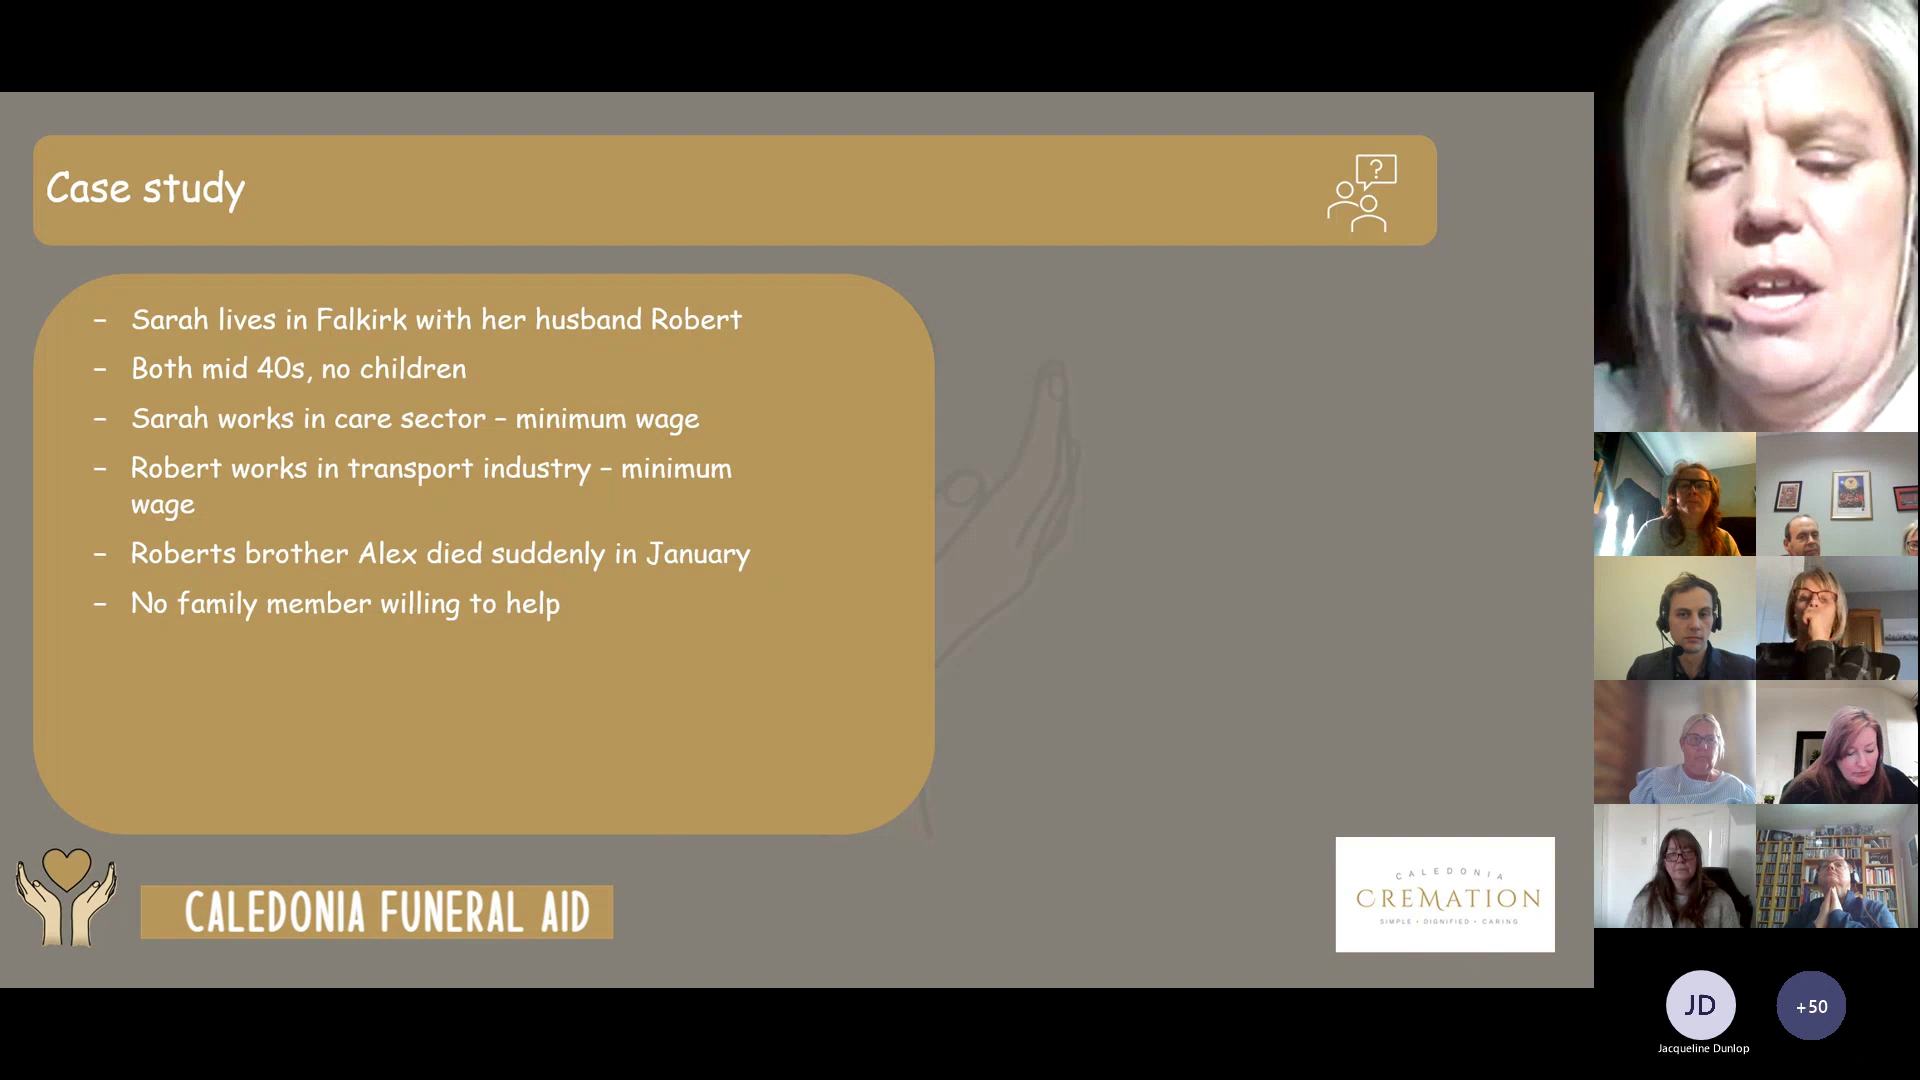 Case study
?
– Sarah lives in Falkirk with her husband Robert
– Both mid 40s, no children
– Sarah works in care sector – minimum wage
– Robert works in transport industry – minimum
wage
– Roberts brother Alex died suddenly in January
– No family member willing to help
CALEDONIA FUNERAL AID
CALEDONIA
CREMATION
SIMPLE • DIGNIFIED • CARING
JD
+50
Jacqueline Dunlop